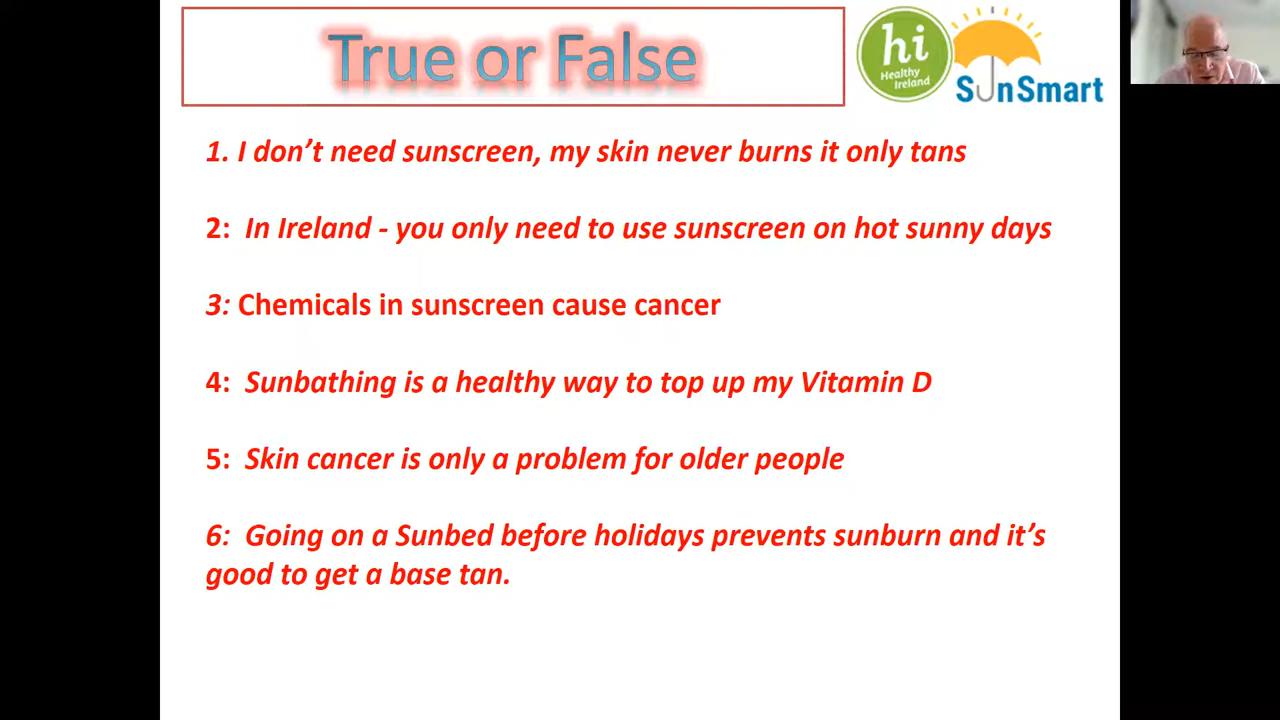 True or False
hi
Healthy
Ireland
SunSmart
1. I don’t need sunscreen, my skin never burns it only tans
2: In Ireland - you only need to use sunscreen on hot sunny days
3: Chemicals in sunscreen cause cancer
4: Sunbathing is a healthy way to top up my Vitamin D
5: Skin cancer is only a problem for older people
6: Going on a Sunbed before holidays prevents sunburn and it’s
good to get a base tan.